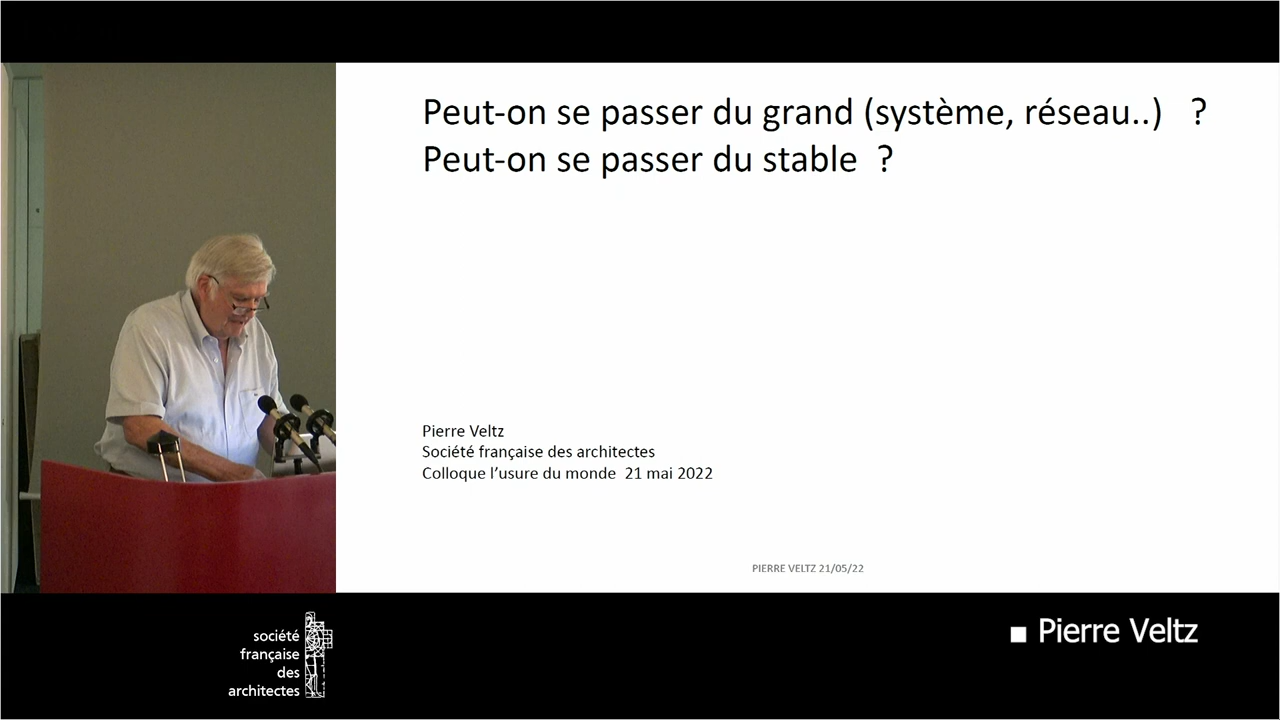 Peut-on se passer du grand (système, réseau..) ?
Peut-on se passer du stable ?
Pierre Veltz
Société française des architectes
Colloque l'usure du monde 21 mai 2022
PIERRE VELTZ 21/05/22
société
française
des
architectes
Pierre Veltz